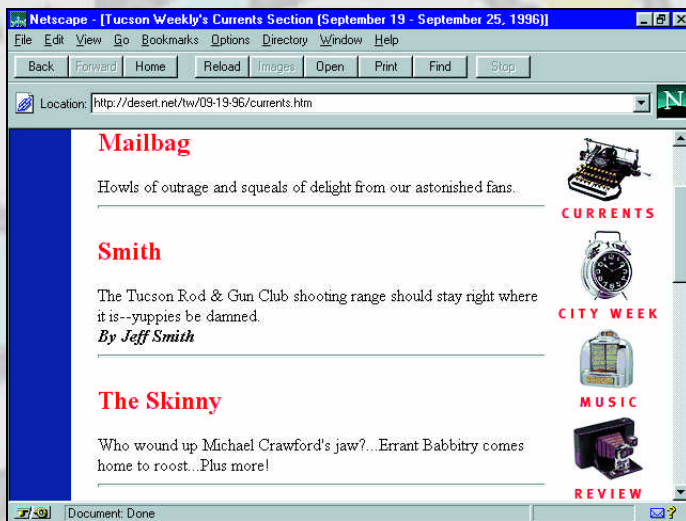 Netscape - [Tucson Weekly's Currents Section (September 19 - September 25, 1996)]
File Edit View Go Bookmarks Options Directory Window Help
Back Forward Home Reload Images Open Print Find Stop
Location: http://desert.net/tw/09-19-96/currents.htm
N
Mailbag
Howls of outrage and squeals of delight from our astonished fans.
CURRENTS
Smith
The Tucson Rod & Gun Club shooting range should stay right where
it is--yuppies be damned.
By Jeff Smith
CITY WEEK
The Skinny
MUSIC
Who wound up Michael Crawford's jaw?...Errant Babbitry comes
home to roost...Plus more!
REVIEW
Document: Done
?